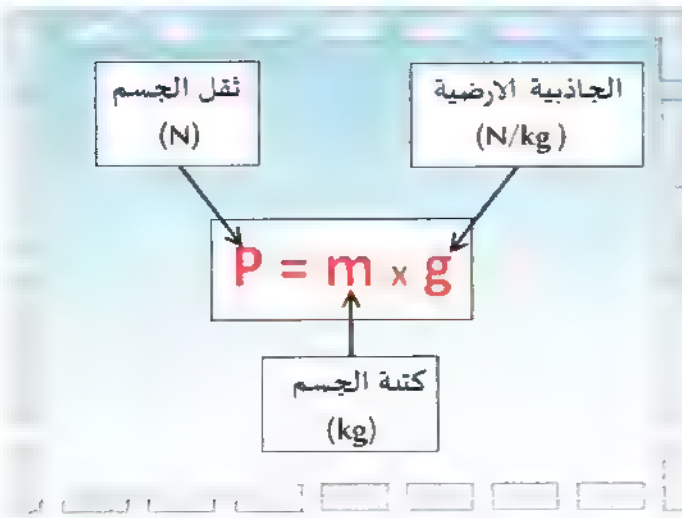 ثقل الجسم
(N)
الجاذبية الارضية
(N/kg)
P = m x g
كتلة الجسم
(kg)